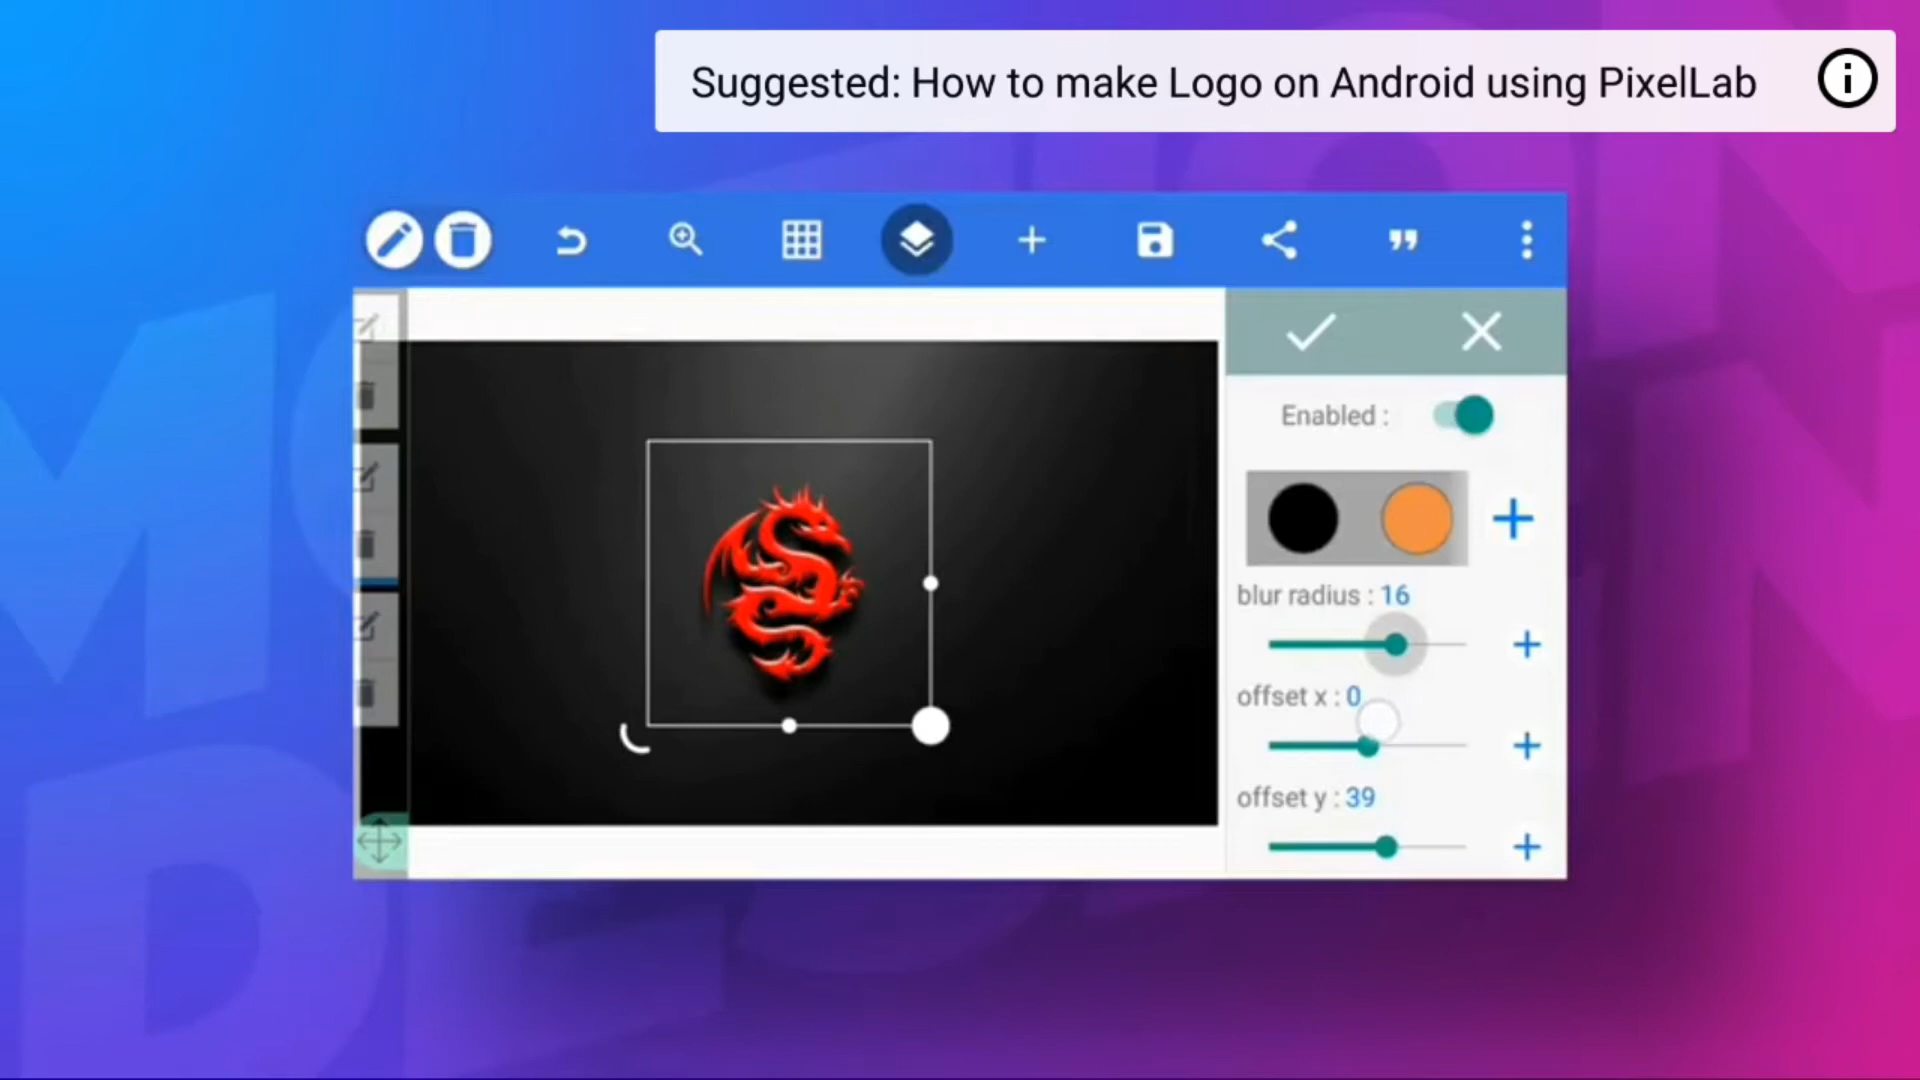 Suggested: How to make Logo on Android using PixelLab
Enabled :
blur radius : 16
offset x : 0
offset y : 39